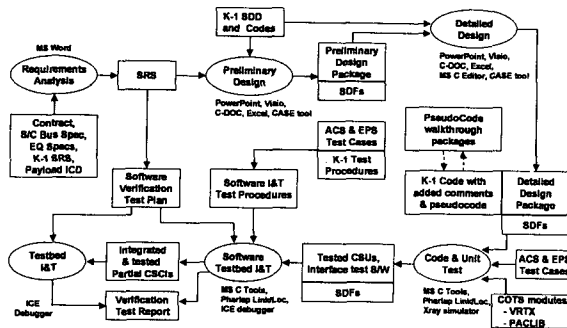 K-1 SDD
and Codes
Detailed
Design
MS Word
Requirements
Analysis
SRS
Preliminary
Design
Preliminary
Design
Package
SDFs
PowerPoint, Visio,
C-DOC, Excel,
MS C Editor, CASE tool
PowerPoint, Visio,
C-DOC, Excel, CASE tool
Contract,
S/C Bus Spec,
EQ Specs,
K-1 SRS,
Payload ICD
ACS & EPS
Test Cases
K-1 Test
Procedures
PseudoCode
walkthrough
packages
Software
Verification
Test Plan
Software I&T
Test Procedures
K-1 Code with
added comments
& pseudocode
Detailed
Design
Package
SDFs
Testbed
I&T
Integrated
& tested
Partial CSCIs
Software
Testbed I&T
Tested CSUs,
Interface test S/W
SDFs
Code & Unit
Test
ACS & EPS
Test Cases
ICE
Debugger
Verification
Test Report
MS C Tools,
Pharlap Link/Loc,
ICE debugger
MS C Tools,
Pharlap Link/Loc,
Xray simulator
COTS modules
- VRTX
- PACLIB